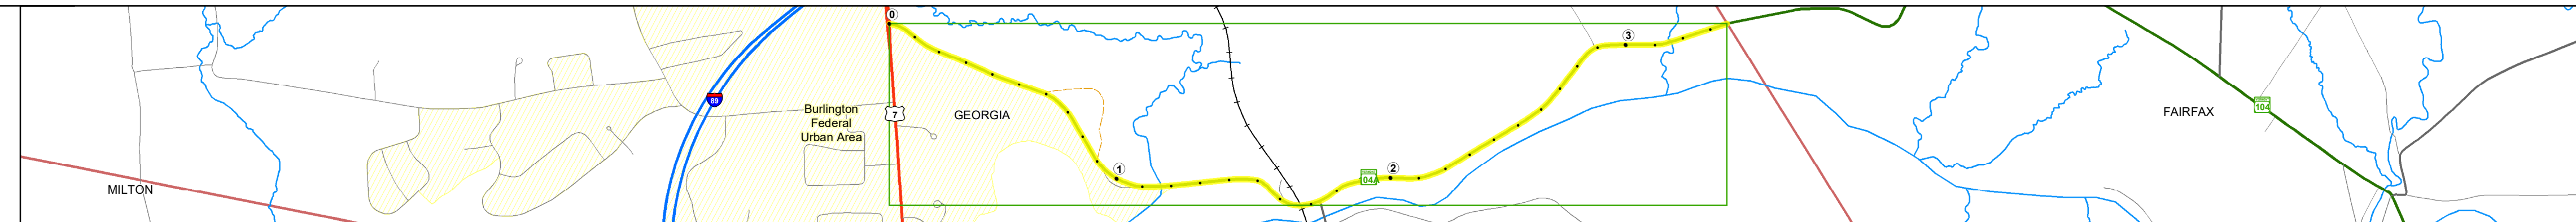 0
3
89
Burlington
Federal
Urban Area
7
GEORGIA
FAIRFAX
104
MILTON
1
104A
2